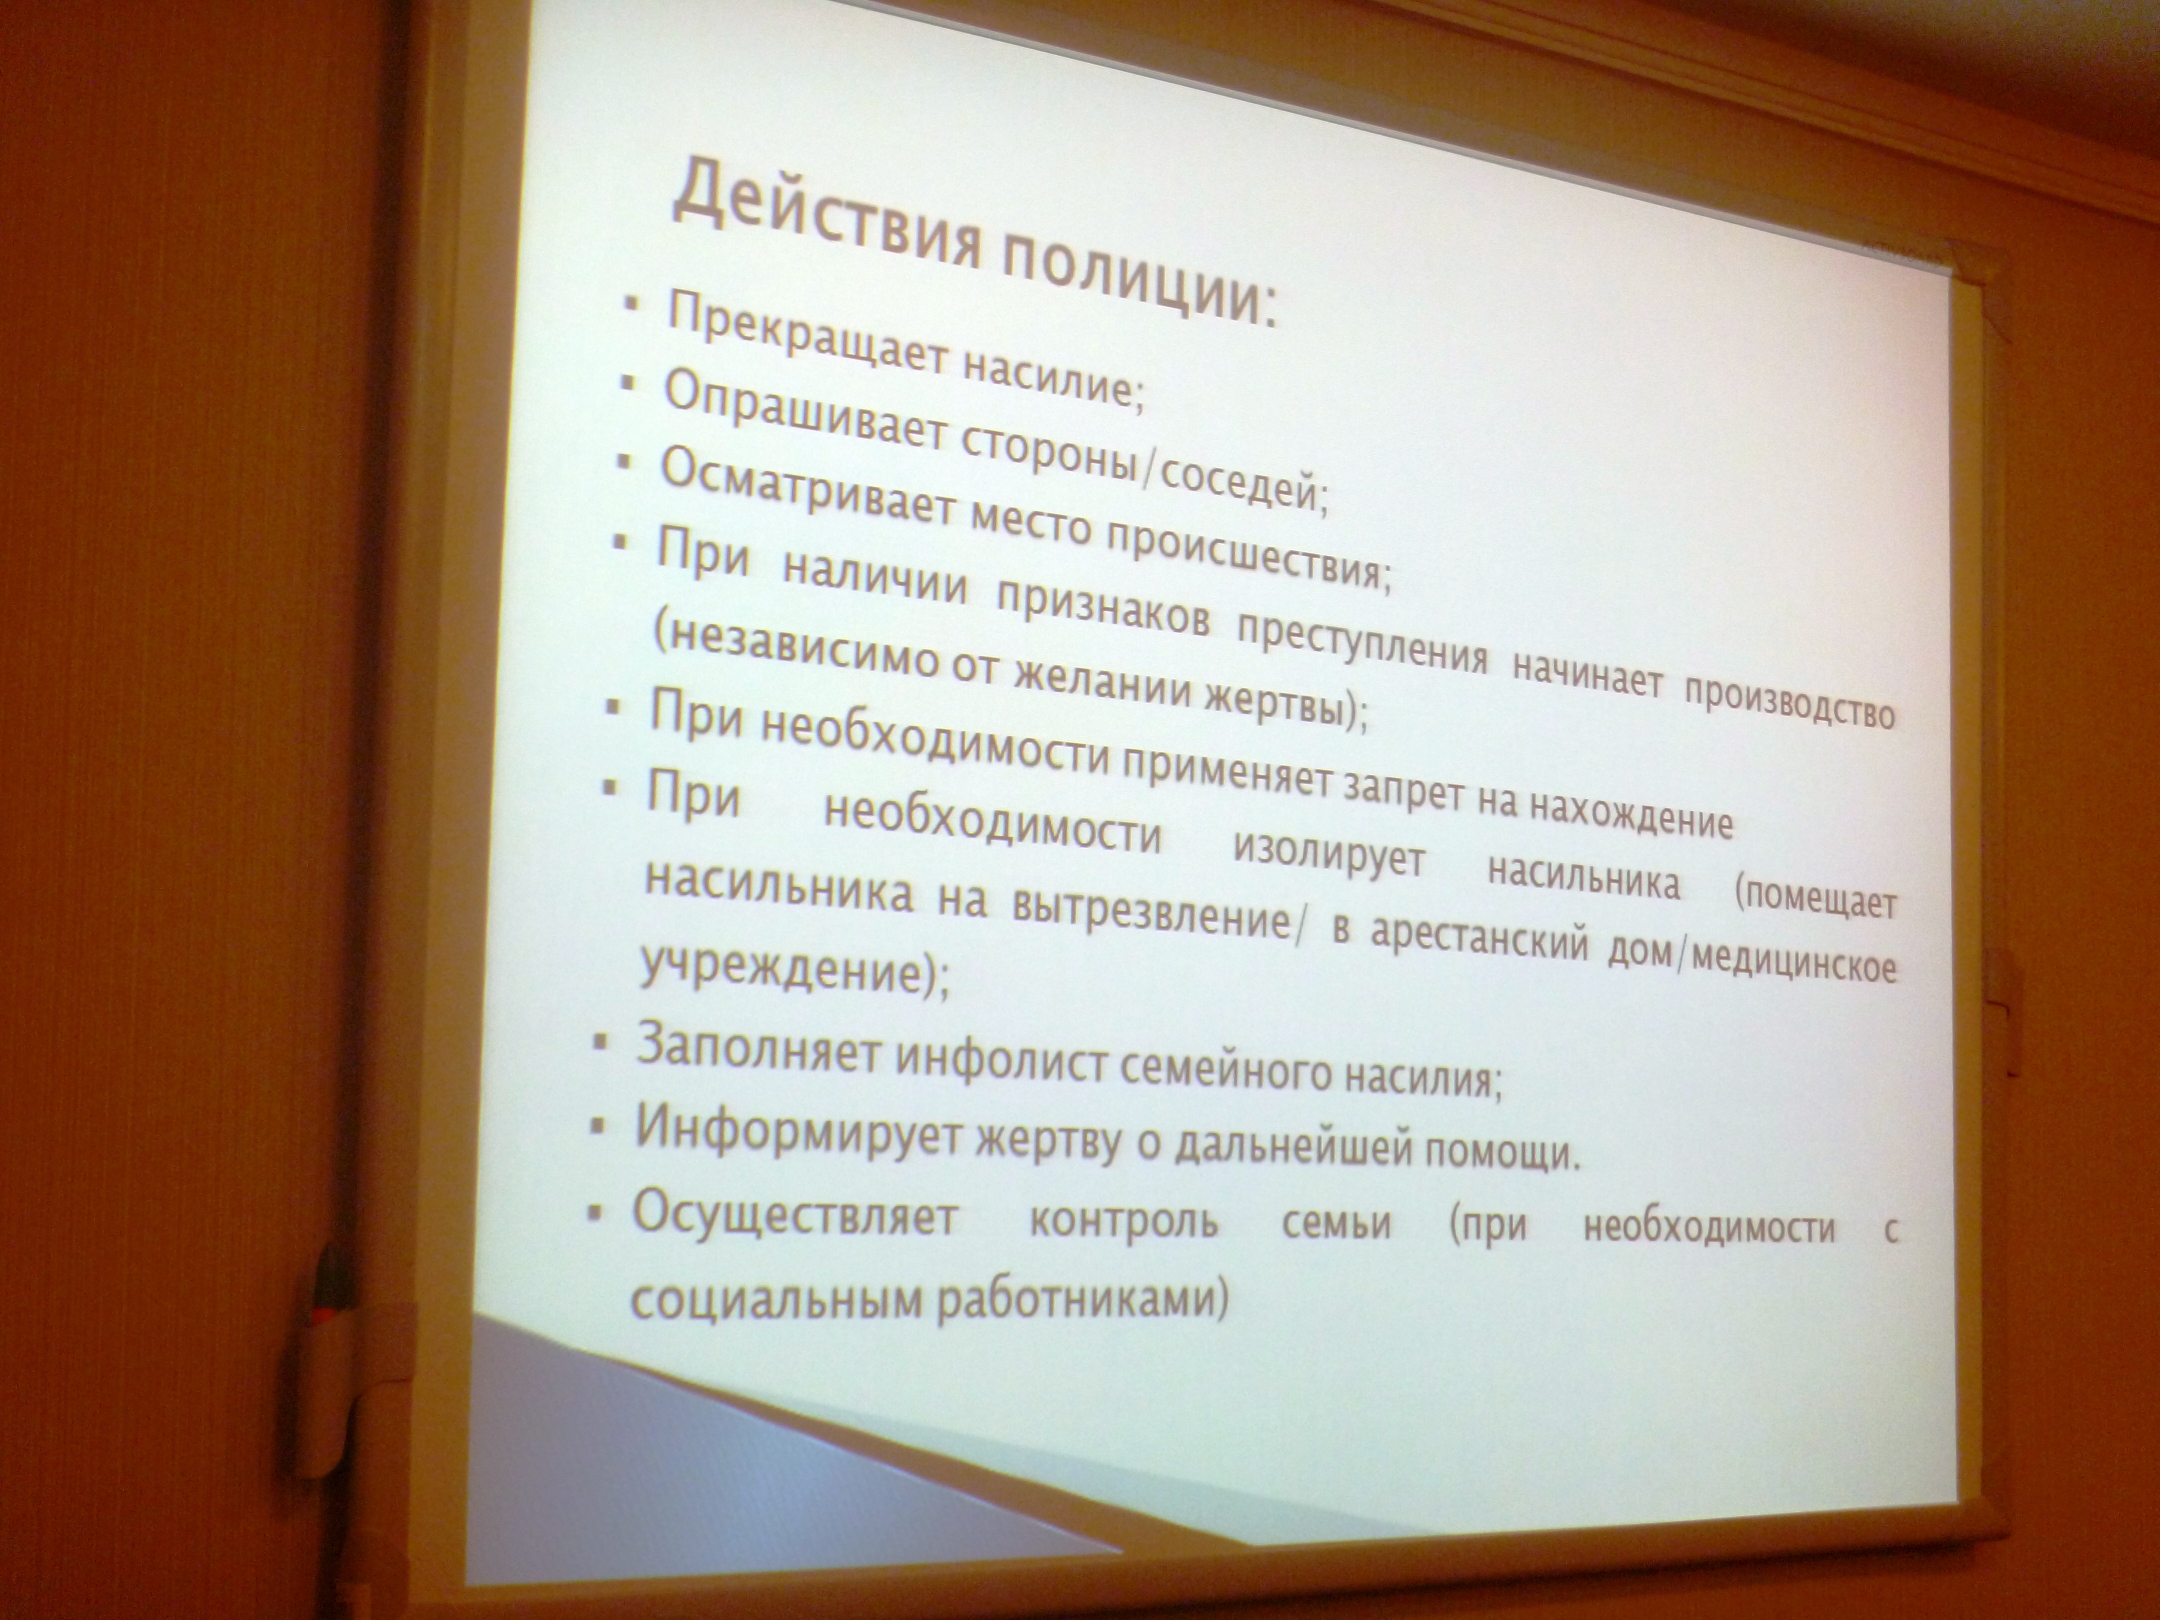 Действия полиции:
▪ Прекращает насилие;
▪ Опрашивает стороны/соседей;
▪ Осматривает место происшествия;
▪ При наличии признаков преступления начинает производство
(независимо от желании жертвы);
▪ При необходимости применяет запрет на нахождение
▪ При необходимости изолирует насильника (помещает
насильника на вытрезвление/ в арестанский дом/медицинское
учреждение);
▪ Заполняет инфолист семейного насилия;
▪ Информирует жертву о дальнейшей помощи.
▪ Осуществляет контроль семьи (при необходимости с
социальным работниками)